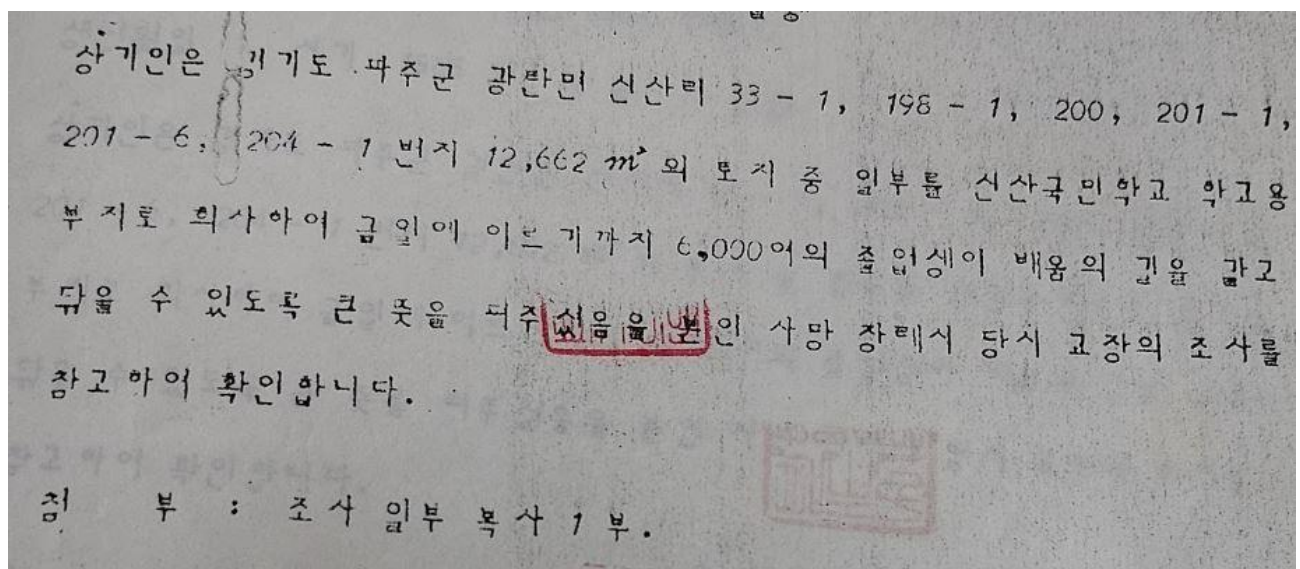 상기인은 경기도 파주군 광탄면 신산리 33 - 1, 198 - 1, 200, 201 - 1,
201 - 6, 204 - 1 번지 12,662 m² 의 토지 중 일부를 신산국민학교 학교용
부지로 희사하여 금일에 이르기까지 6,000여의 졸업생이 배움의 길을 갈고
닦을 수 있도록 큰 뜻을 펴주셨음을 본인 사망 장례시 당시 교장의 조사를
참고하여 확인합니다.
첨 부 : 조사 일부 복사 1 부.